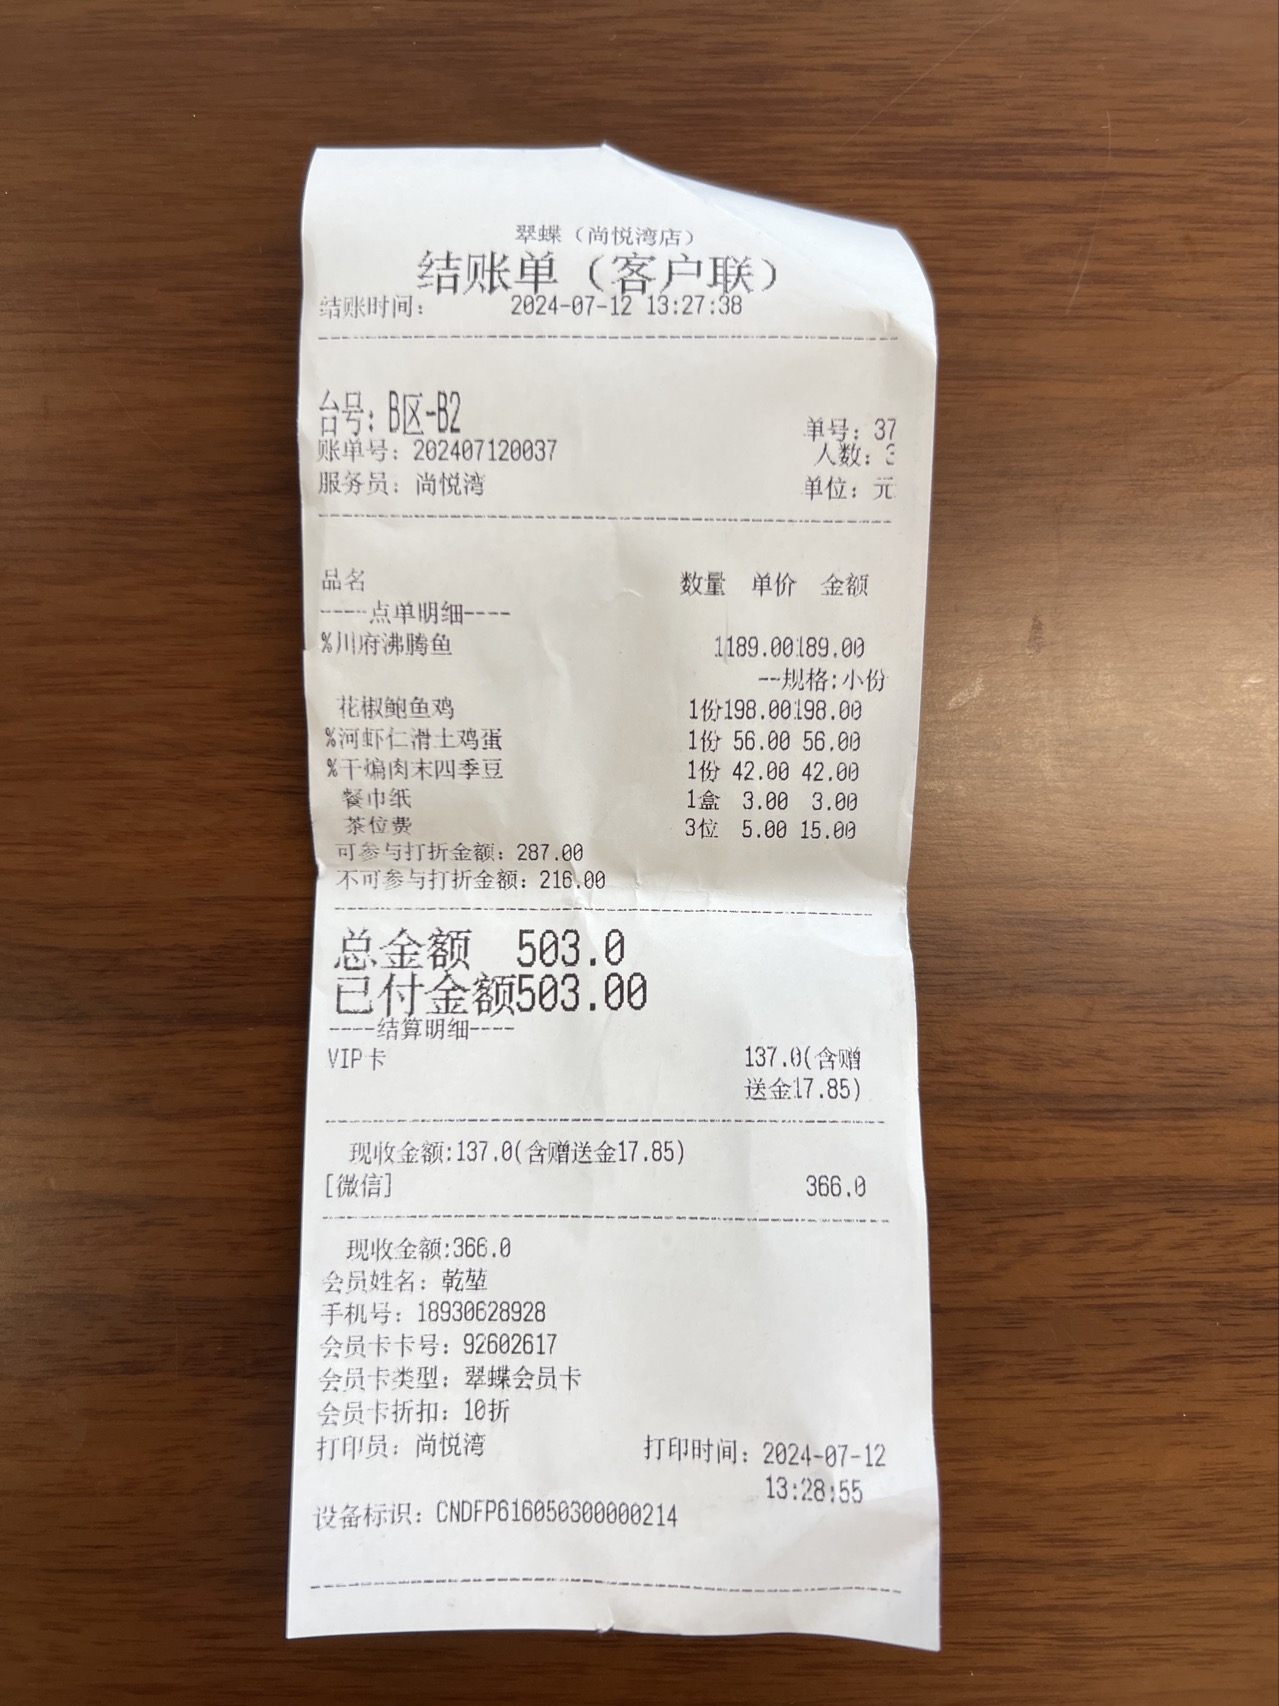 翠蝶（尚悦湾店）
结账单（客户联）
结账时间： 2024-07-12 13:27:38
台号：B区-B2
单号：37
账单号：202407120037
人数：3
服务员：尚悦湾
单位：元
品名 数量 单价 金额
----点单明细----
%川府沸腾鱼 1189.00189.00
--规格:小份
花椒鲍鱼鸡 1份198.00198.00
%河虾仁滑土鸡蛋 1份 56.00 56.00
%干煸肉末四季豆 1份 42.00 42.00
餐巾纸 1盒 3.00 3.00
茶位费 3位 5.00 15.00
可参与打折金额：287.00
不可参与打折金额：216.00
总金额 503.0
已付金额503.00
----结算明细----
VIP卡 137.0(含赠
送金17.85)
现收金额:137.0(含赠送金17.85)
[微信] 366.0
现收金额:366.0
会员姓名：乾堃
手机号：18930628928
会员卡卡号：92602617
会员卡类型：翠蝶会员卡
会员卡折扣：10折
打印员：尚悦湾 打印时间：2024-07-12
13:28:55
设备标识：CNDFP616050300000214